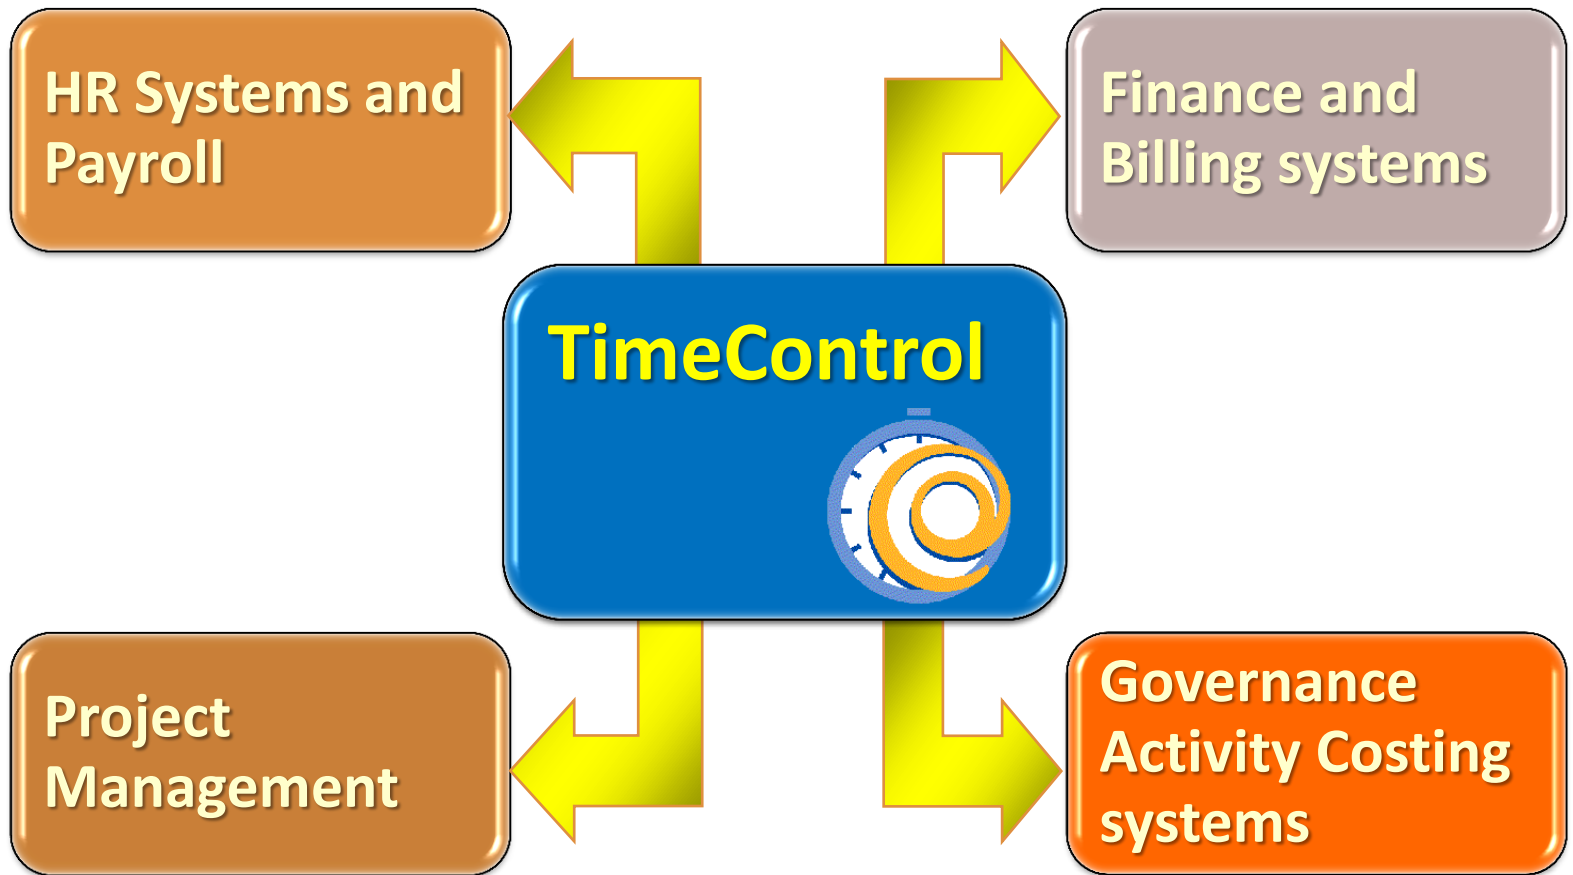 HR Systems and
Payroll
Finance and
Billing systems
TimeControl
Project
Management
Governance
Activity Costing
systems